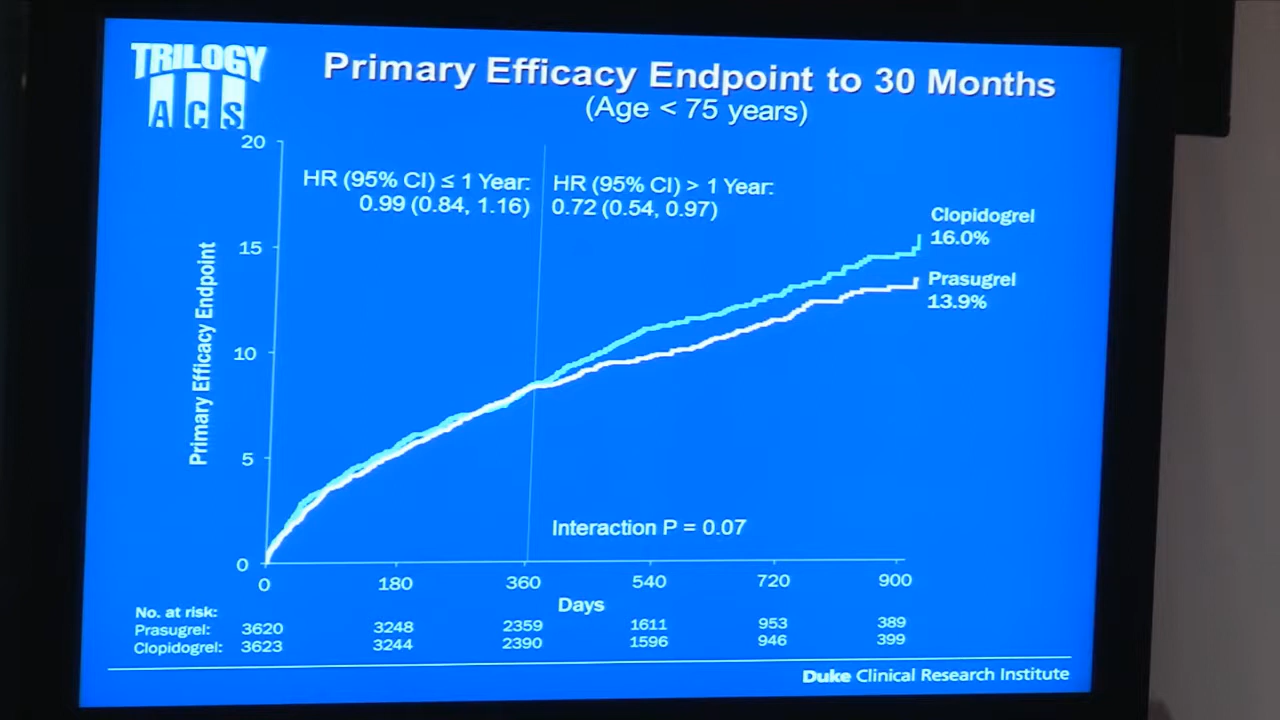 TRILOGY
ACS
Primary Efficacy Endpoint to 30 Months
(Age < 75 years)
20
15
10
5
0
Primary Efficacy Endpoint
HR (95% CI) ≤ 1 Year:
0.99 (0.84, 1.16)
HR (95% CI) > 1 Year:
0.72 (0.54, 0.97)
Clopidogrel
16.0%
Prasugrel
13.9%
Interaction P = 0.07
0 180 360 540 720 900
Days
No. at risk:
Prasugrel: 3620 3248 2359 1611 953 389
Clopidogrel: 3623 3244 2390 1596 946 399
Duke Clinical Research Institute